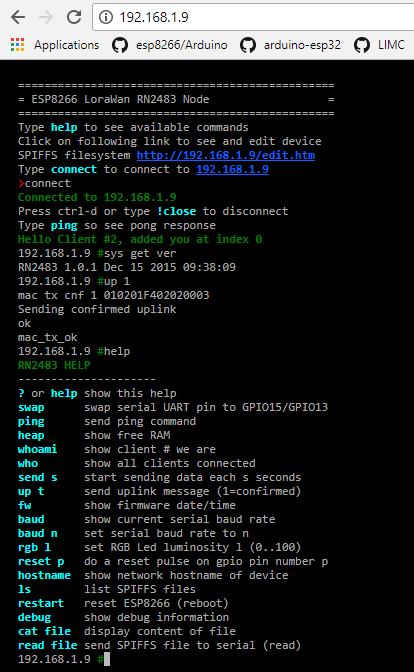 192.168.1.9
Applications esp8266/Arduino arduino-esp32 LIMC
==============================================
= ESP8266 LoraWan RN2483 Node =
==============================================
Type help to see available commands
Click on following link to see and edit device
SPIFFS filesystem http://192.168.1.9/edit.htm
Type connect to connect to 192.168.1.9
>connect
Connected to 192.168.1.9
Press ctrl-d or type !close to disconnect
Type ping so see pong response
Hello Client #2, added you at index 0
192.168.1.9 #sys get ver
RN2483 1.0.1 Dec 15 2015 09:38:09
192.168.1.9 #up 1
mac tx cnf 1 010201F402020003
Sending confirmed uplink
ok
mac_tx_ok
192.168.1.9 #help
RN2483 HELP
---------------------
? or help show this help
swap swap serial UART pin to GPIO15/GPIO13
ping send ping command
heap show free RAM
whoami show client # we are
who show all clients connected
send s start sending data each s seconds
up t send uplink message (1=confirmed)
fw show firmware date/time
baud show current serial baud rate
baud n set serial baud rate to n
rgb l set RGB Led luminosity l (0..100)
reset p do a reset pulse on gpio pin number p
hostname show network hostname of device
ls list SPIFFS files
restart reset ESP8266 (reboot)
debug show debug information
cat file display content of file
read file send SPIFFS file to serial (read)
192.168.1.9 #